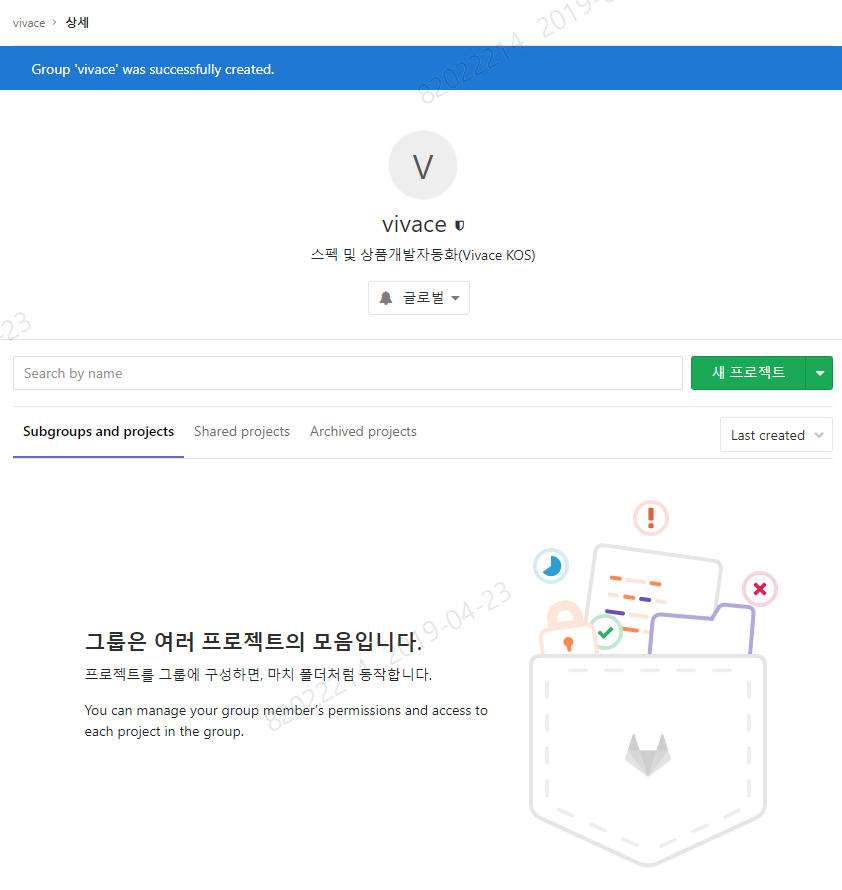 vivace > 상세
Group 'vivace' was successfully created.
V
vivace
스펙 및 상품개발자동화(Vivace KOS)
글로벌
Search by name
새 프로젝트
Subgroups and projects Shared projects Archived projects
Last created
그룹은 여러 프로젝트의 모음입니다.
프로젝트를 그룹에 구성하면, 마치 폴더처럼 동작합니다.
You can manage your group member’s permissions and access to
each project in the group.
82022214 2019-
-23
82022214 2019-04-23